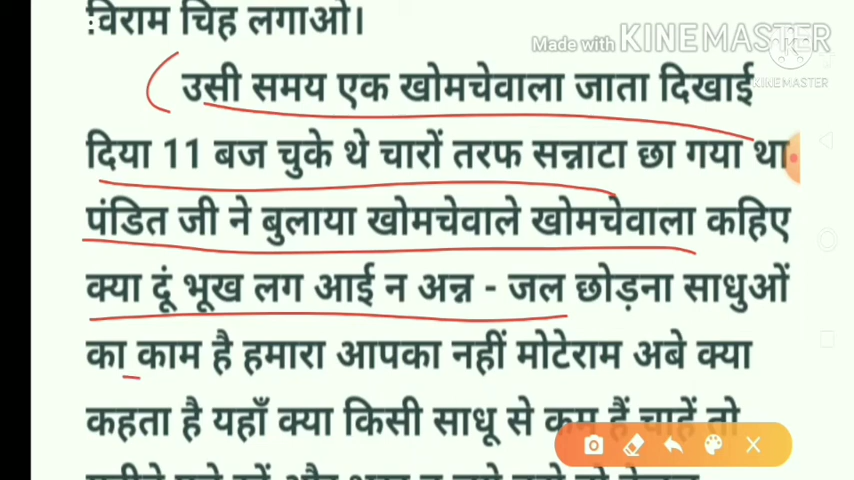 विराम चिह लगाओ।
Made with KINEMASTER
KINEMASTER
उसी समय एक खोमचेवाला जाता दिखाई
दिया 11 बज चुके थे चारों तरफ सन्नाटा छा गया था
पंडित जी ने बुलाया खोमचेवाले खोमचेवाला कहिए
क्या दूं भूख लग आई न अन्न - जल छोड़ना साधुओं
का काम है हमारा आपका नहीं मोटेराम अबे क्या
कहता है यहाँ क्या किसी साधू से कम हैं चाहें तो